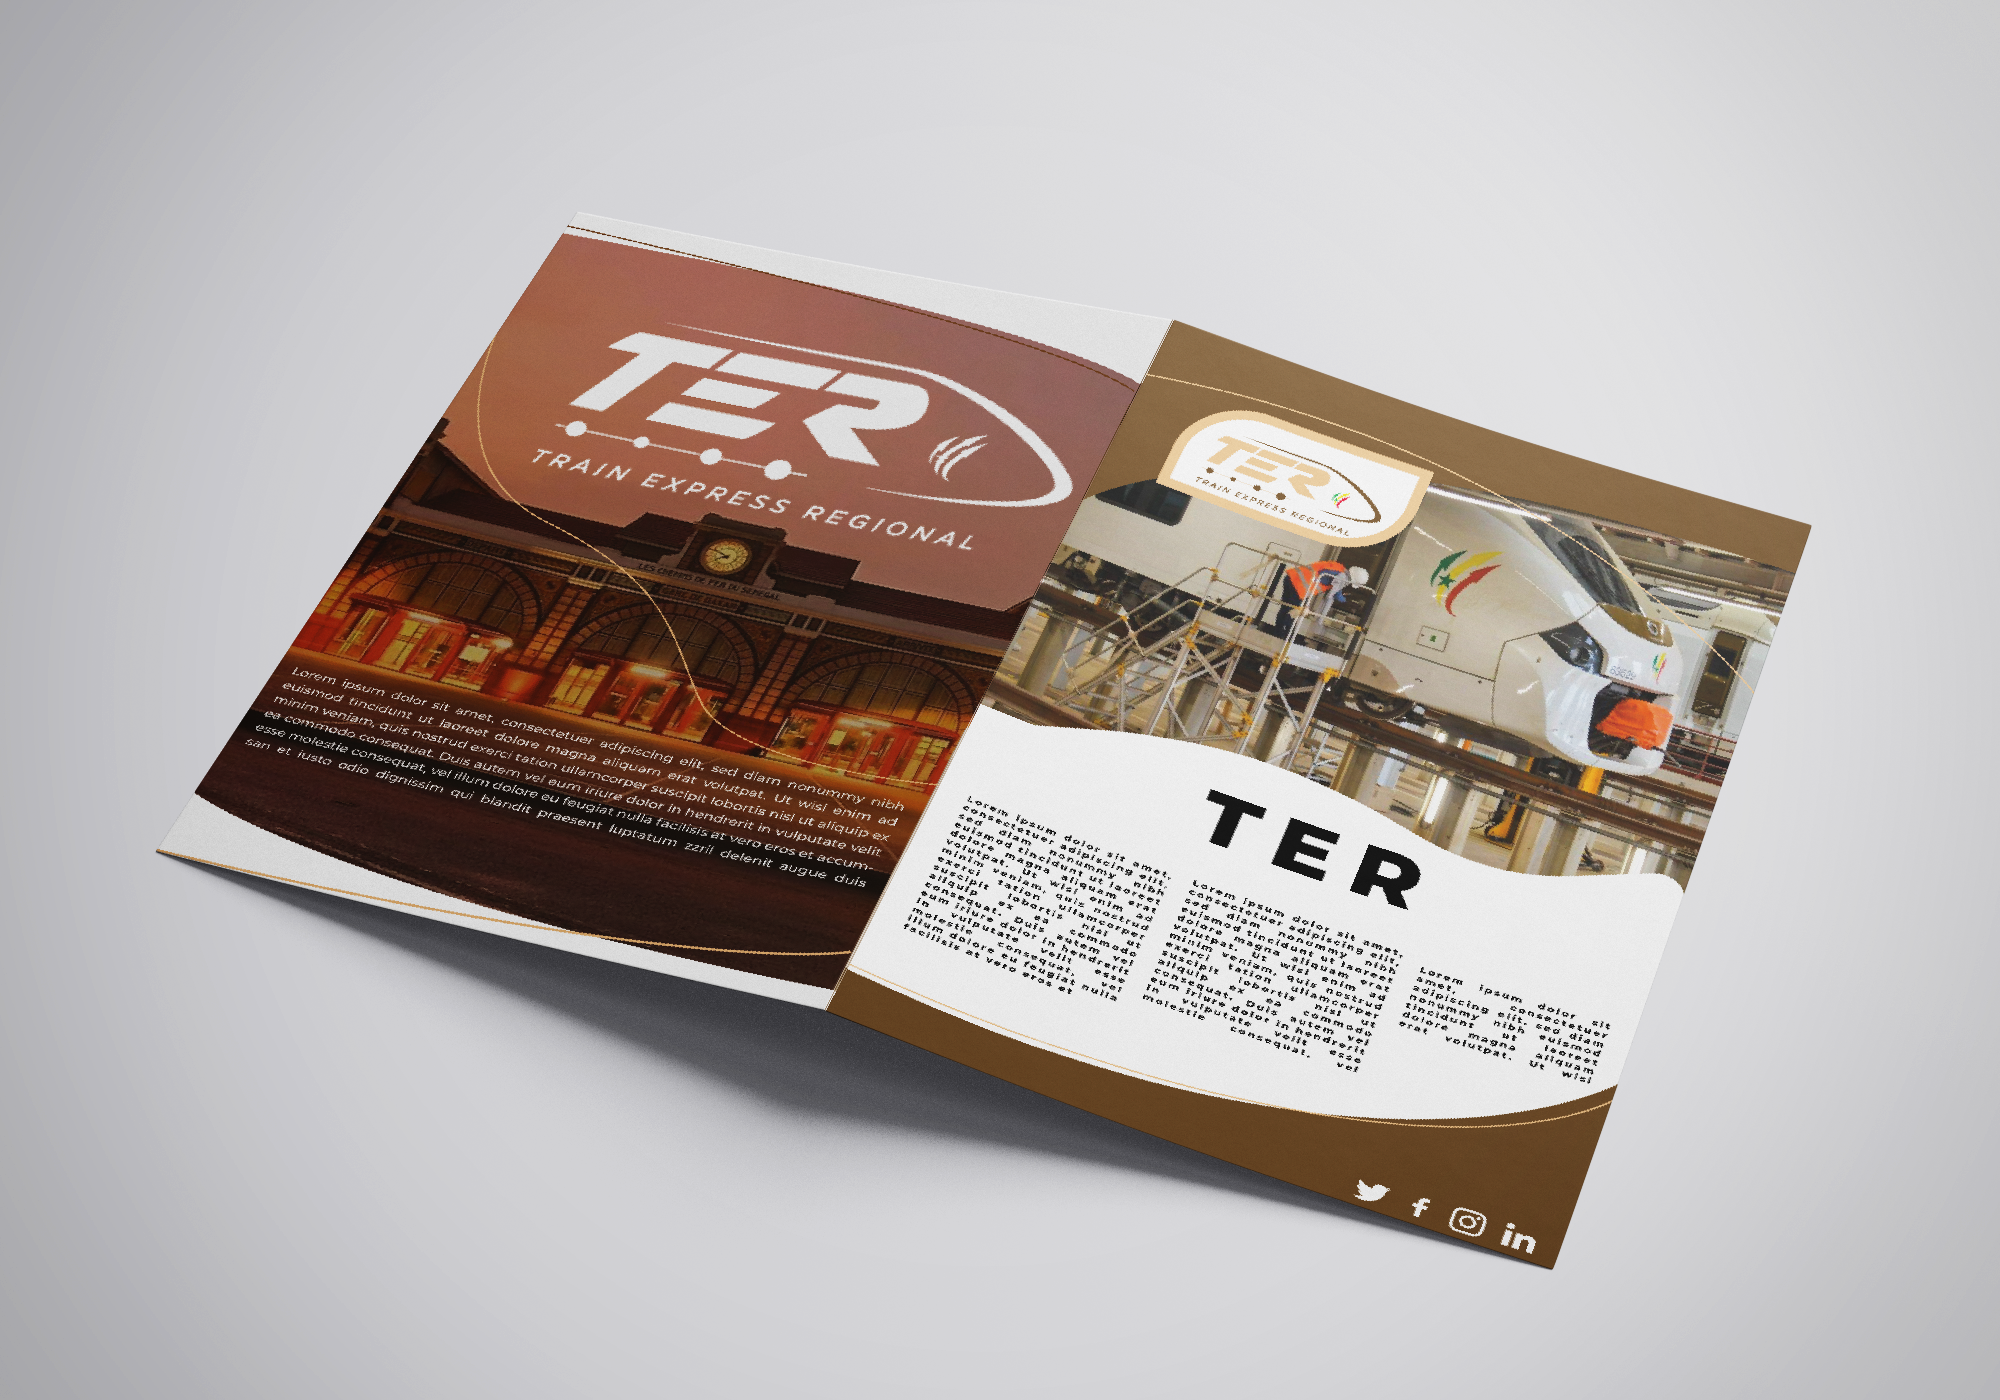 TER
TRAIN EXPRESS REGIONAL
LES CHEMINS DE FER DU SENEGAL
GARE DE DAKAR
Lorem ipsum dolor sit amet, consectetuer adipiscing elit, sed diam nonummy nibh
euismod tincidunt ut laoreet dolore magna aliquam erat volutpat. Ut wisi enim ad
minim veniam, quis nostrud exerci tation ullamcorper suscipit lobortis nisl ut aliquip ex
ea commodo consequat. Duis autem vel eum iriure dolor in hendrerit in vulputate velit
esse molestie consequat, vel illum dolore eu feugiat nulla facilisis at vero eros et accum-
san et iusto odio dignissim qui blandit praesent luptatum zzril delenit augue duis
TER
TRAIN EXPRESS REGIONAL
TER
Lorem ipsum dolor sit amet,
consectetuer adipiscing elit,
sed diam nonummy nibh
euismod tincidunt ut laoreet
dolore magna aliquam erat
volutpat. Ut wisi enim ad
minim veniam, quis nostrud
exerci tation ullamcorper
suscipit lobortis nisl ut
aliquip ex ea commodo
consequat. Duis autem vel
eum iriure dolor in hendrerit
in vulputate velit esse
molestie consequat, vel
illum dolore eu feugiat nulla
facilisis at vero eros et
Lorem ipsum dolor sit amet,
consectetuer adipiscing elit,
sed diam nonummy nibh
euismod tincidunt ut laoreet
dolore magna aliquam erat
volutpat. Ut wisi enim ad
minim veniam, quis nostrud
exerci tation ullamcorper
suscipit lobortis nisl ut
aliquip ex ea commodo
consequat. Duis autem vel
eum iriure dolor in hendrerit
in vulputate velit esse
molestie consequat, vel
Lorem ipsum dolor sit
amet, consectetuer
adipiscing elit, sed diam
nonummy nibh euismod
tincidunt ut laoreet
dolore magna aliquam
erat volutpat. Ut wisi